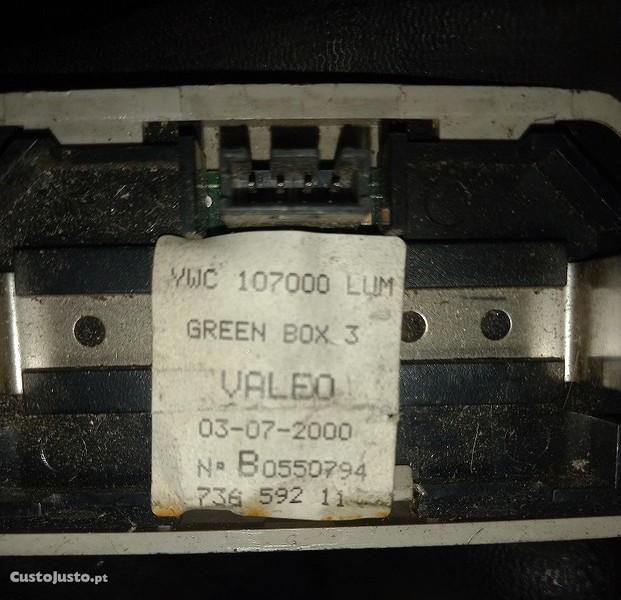 YWC 107000 LUM
GREEN BOX 3
VALEO
03-07-2000
Nº B0550794
736 592 11
CustoJusto.pt